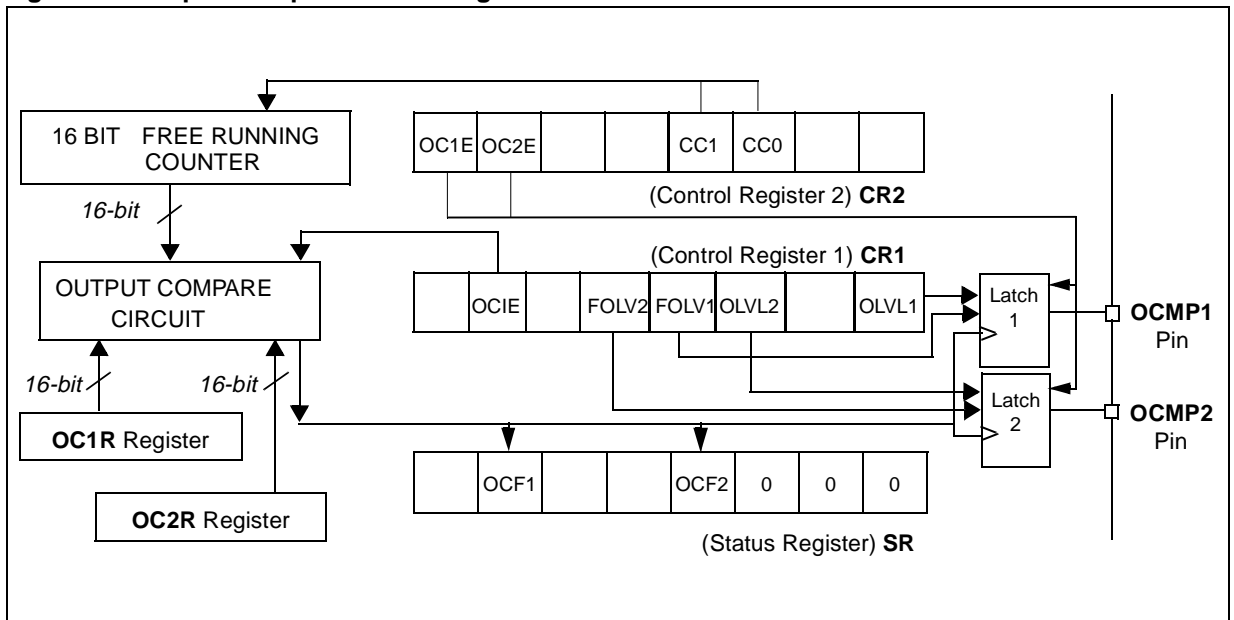 16 BIT FREE RUNNING
COUNTER
OC1E OC2E CC1 CC0
16-bit
(Control Register 2) CR2
(Control Register 1) CR1
OUTPUT COMPARE
CIRCUIT
OCIE FOLV2 FOLV1 OLVL2 OLVL1
Latch
1
OCMP1
Pin
16-bit
16-bit
Latch
2
OCMP2
Pin
OC1R Register
OCF1 OCF2 0 0 0
OC2R Register
(Status Register) SR